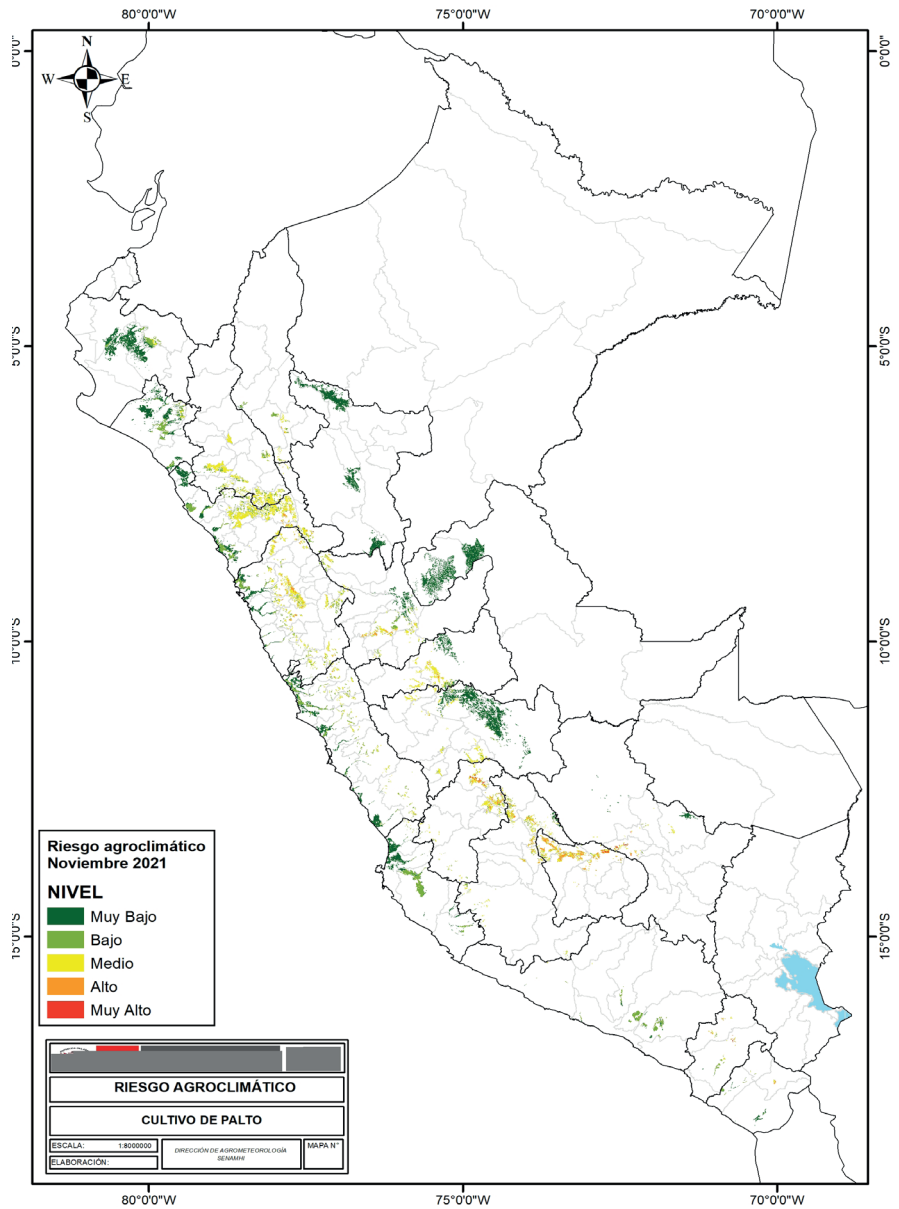 80°0'0"W 75°0'0"W 70°0'0"W
0°0'0"
0°0'0"S
N
W E
S
5°0'0"S
5°0'0"S
10°0'0"S
10°0'0"S
15°0'0"S
15°0'0"S
Riesgo agroclimático
Noviembre 2021
NIVEL
Muy Bajo
Bajo
Medio
Alto
Muy Alto
RIESGO AGROCLIMÁTICO
CULTIVO DE PALTO
ESCALA: 1:8000000
ELABORACIÓN:
DIRECCIÓN DE AGROMETEOROLOGÍA
SENAMHI
MAPA N°
80°0'0"W 75°0'0"W 70°0'0"W